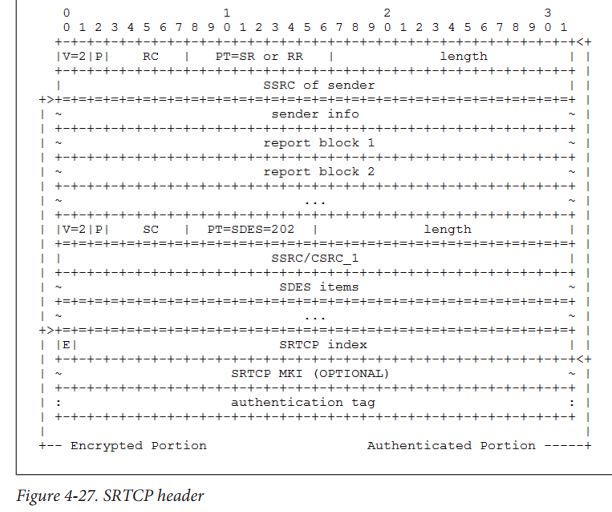 0                   1                   2                   3
0 1 2 3 4 5 6 7 8 9 0 1 2 3 4 5 6 7 8 9 0 1 2 3 4 5 6 7 8 9 0 1
+-+-+-+-+-+-+-+-+-+-+-+-+-+-+-+-+-+-+-+-+-+-+-+-+-+-+-+-+-+-+-+-+<+
|V=2|P|    RC   |   PT=SR or RR   |             length          | |
+-+-+-+-+-+-+-+-+-+-+-+-+-+-+-+-+-+-+-+-+-+-+-+-+-+-+-+-+-+-+-+-+ |
|                         SSRC of sender                        | |
+>+=+=+=+=+=+=+=+=+=+=+=+=+=+=+=+=+=+=+=+=+=+=+=+=+=+=+=+=+=+=+=+=+ |
| ~                          sender info                          ~ |
| +-+-+-+-+-+-+-+-+-+-+-+-+-+-+-+-+-+-+-+-+-+-+-+-+-+-+-+-+-+-+-+-+ |
| ~                         report block 1                        ~ |
| +-+-+-+-+-+-+-+-+-+-+-+-+-+-+-+-+-+-+-+-+-+-+-+-+-+-+-+-+-+-+-+-+ |
| ~                         report block 2                        ~ |
| +-+-+-+-+-+-+-+-+-+-+-+-+-+-+-+-+-+-+-+-+-+-+-+-+-+-+-+-+-+-+-+-+ |
| ~                              ...                              ~ |
| +-+-+-+-+-+-+-+-+-+-+-+-+-+-+-+-+-+-+-+-+-+-+-+-+-+-+-+-+-+-+-+-+ |
| |V=2|P|    SC   |  PT=SDES=202  |             length            | |
| +=+=+=+=+=+=+=+=+=+=+=+=+=+=+=+=+=+=+=+=+=+=+=+=+=+=+=+=+=+=+=+=+ |
| |                          SSRC/CSRC_1                          | |
| +-+-+-+-+-+-+-+-+-+-+-+-+-+-+-+-+-+-+-+-+-+-+-+-+-+-+-+-+-+-+-+-+ |
| ~                           SDES items                          ~ |
| +=+=+=+=+=+=+=+=+=+=+=+=+=+=+=+=+=+=+=+=+=+=+=+=+=+=+=+=+=+=+=+=+ |
| ~                              ...                              ~ |
+>+=+=+=+=+=+=+=+=+=+=+=+=+=+=+=+=+=+=+=+=+=+=+=+=+=+=+=+=+=+=+=+=+ |
| |E|                         SRTCP index                         | |
| +-+-+-+-+-+-+-+-+-+-+-+-+-+-+-+-+-+-+-+-+-+-+-+-+-+-+-+-+-+-+-+-+<+
| ~                     SRTCP MKI (OPTIONAL)                      ~ |
| +-+-+-+-+-+-+-+-+-+-+-+-+-+-+-+-+-+-+-+-+-+-+-+-+-+-+-+-+-+-+-+-+ |
| :                     authentication tag                        : |
| +-+-+-+-+-+-+-+-+-+-+-+-+-+-+-+-+-+-+-+-+-+-+-+-+-+-+-+-+-+-+-+-+ |
|                                                                   |
+-- Encrypted Portion                    Authenticated Portion -----+
Figure 4-27. SRTCP header